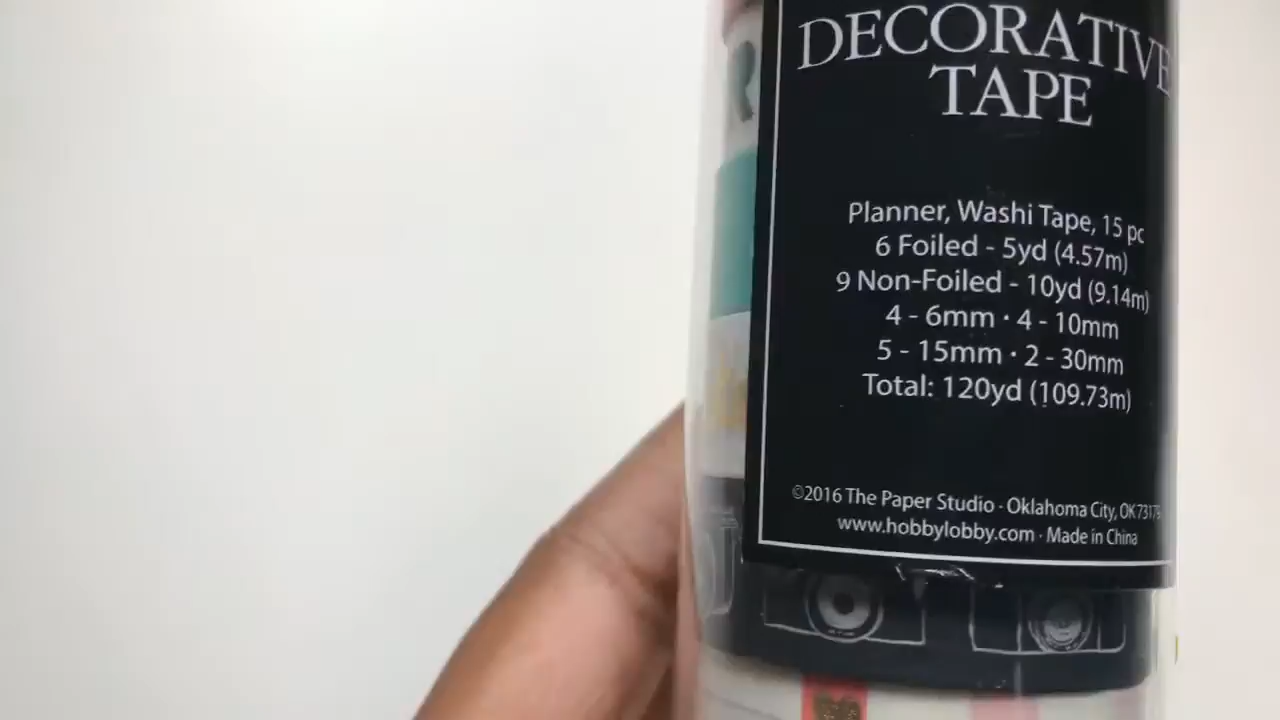 DECORATIVE
TAPE
Planner, Washi Tape, 15 pc
6 Foiled - 5yd (4.57m)
9 Non-Foiled - 10yd (9.14m)
4 - 6mm · 4 - 10mm
5 - 15mm · 2 - 30mm
Total: 120yd (109.73m)
©2016 The Paper Studio · Oklahoma City, OK 73179
www.hobbylobby.com · Made in China